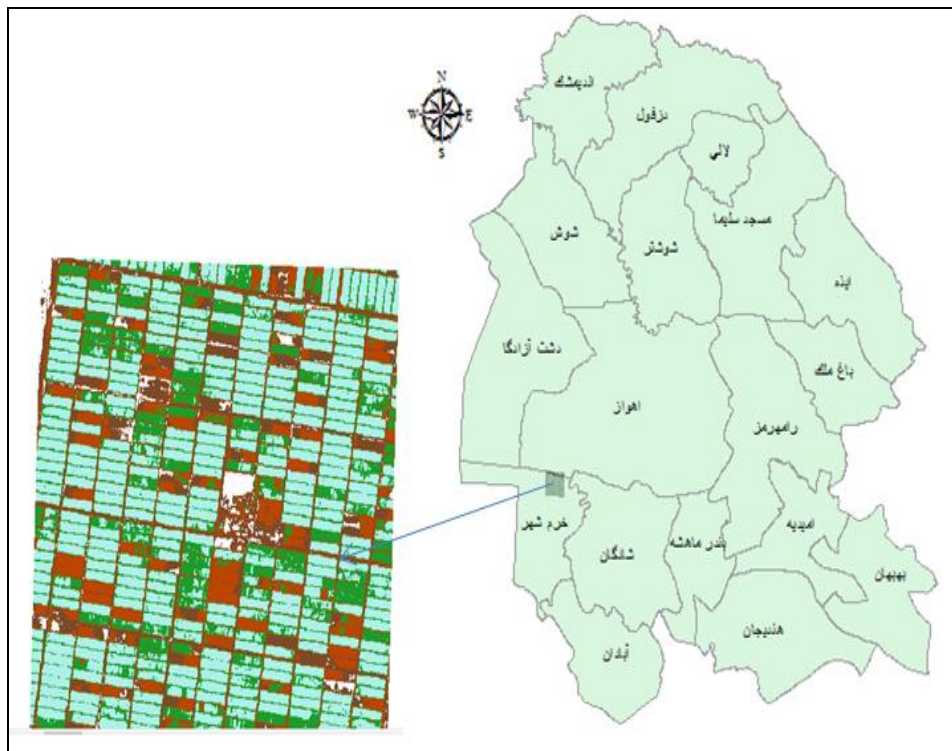 N
W E
S
اندیمشک
دزفول
لالي
مسجد سلیما
شوش
شوشتر
ایذه
دشت آزادگا
باغ ملک
اهواز
رامهرمز
خرم شهر
شادگان
بندر ماهشه
امیدیه
بهبهان
هندیجان
آبادان